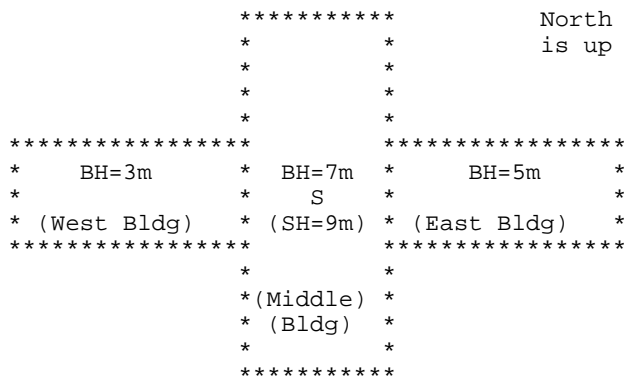 North
is up
BH=3m BH=7m BH=5m
S
(West Bldg) (SH=9m) (East Bldg)
(Middle)
(Bldg)